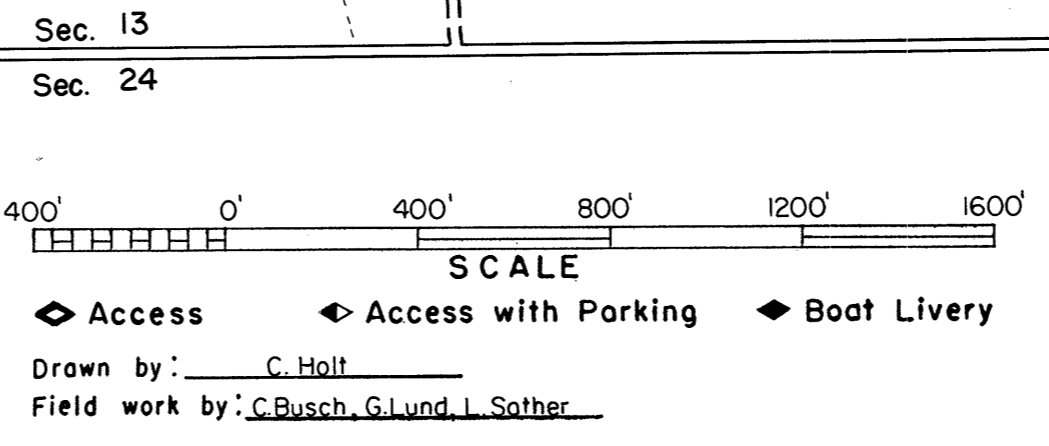 Sec. 13
Sec. 24
400' 0' 400' 800' 1200' 1600'
SCALE
Access Access with Parking Boat Livery
Drawn by: C. Holt
Field work by: C.Busch, G.Lund, L. Sather